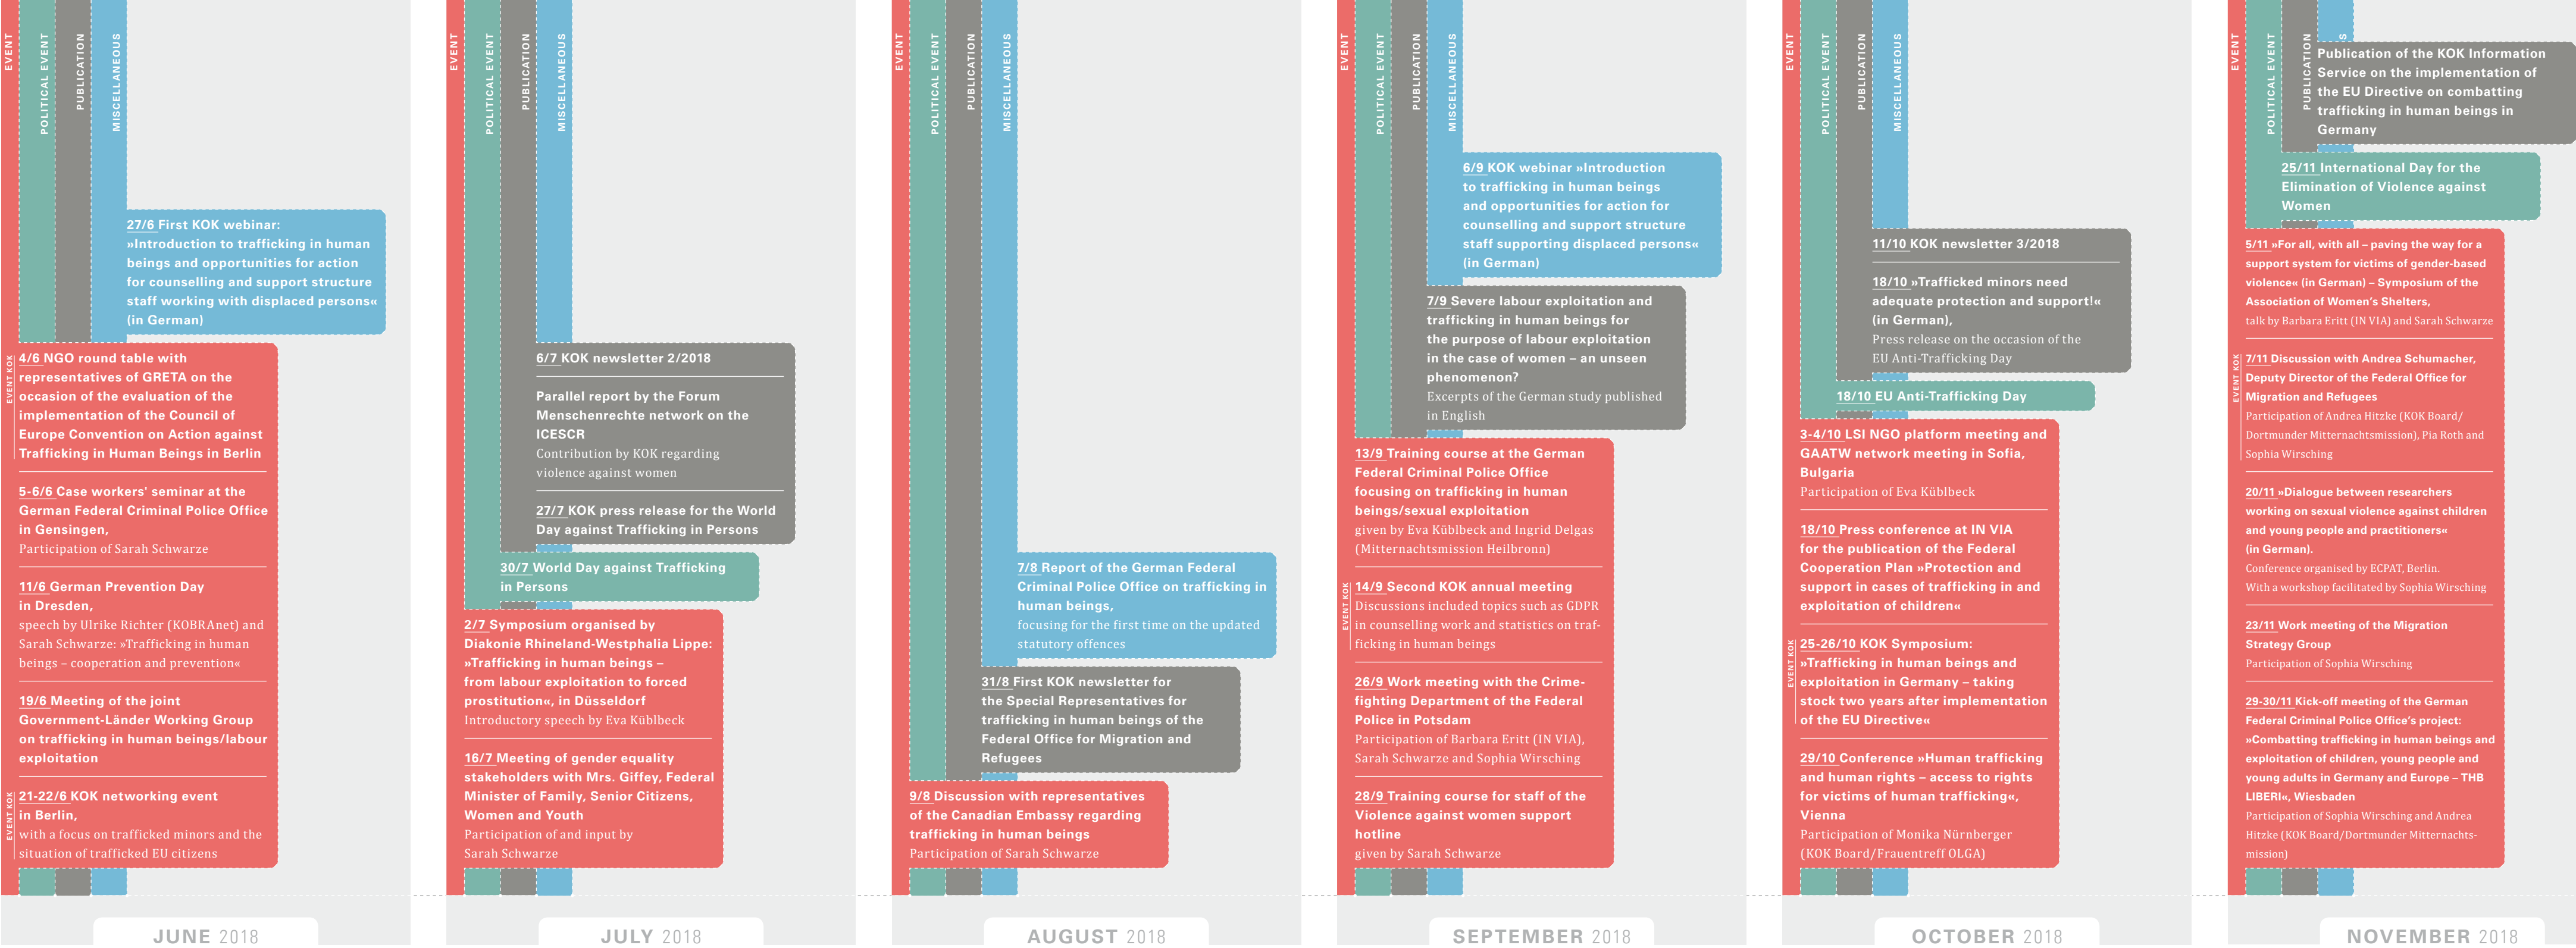 EVENT
POLITICAL EVENT
PUBLICATION
MISCELLANEOUS
27/6 First KOK webinar:
»Introduction to trafficking in human
beings and opportunities for action
for counselling and support structure
staff working with displaced persons«
(in German)
EVENT KOK
4/6 NGO round table with
representatives of GRETA on the
occasion of the evaluation of the
implementation of the Council of
Europe Convention on Action against
Trafficking in Human Beings in Berlin
5-6/6 Case workers' seminar at the
German Federal Criminal Police Office
in Gensingen,
Participation of Sarah Schwarze
11/6 German Prevention Day
in Dresden,
speech by Ulrike Richter (KOBRAnet) and
Sarah Schwarze: »Trafficking in human
beings – cooperation and prevention«
19/6 Meeting of the joint
Government-Länder Working Group
on trafficking in human beings/labour
exploitation
EVENT KOK
21-22/6 KOK networking event
in Berlin,
with a focus on trafficked minors and the
situation of trafficked EU citizens
JUNE 2018
EVENT
POLITICAL EVENT
PUBLICATION
MISCELLANEOUS
6/7 KOK newsletter 2/2018
Parallel report by the Forum
Menschenrechte network on the
ICESCR
Contribution by KOK regarding
violence against women
27/7 KOK press release for the World
Day against Trafficking in Persons
30/7 World Day against Trafficking
in Persons
2/7 Symposium organised by
Diakonie Rhineland-Westphalia Lippe:
»Trafficking in human beings –
from labour exploitation to forced
prostitution«, in Düsseldorf
Introductory speech by Eva Küblbeck
16/7 Meeting of gender equality
stakeholders with Mrs. Giffey, Federal
Minister of Family, Senior Citizens,
Women and Youth
Participation of and input by
Sarah Schwarze
JULY 2018
EVENT
POLITICAL EVENT
PUBLICATION
MISCELLANEOUS
7/8 Report of the German Federal
Criminal Police Office on trafficking in
human beings,
focusing for the first time on the updated
statutory offences
31/8 First KOK newsletter for
the Special Representatives for
trafficking in human beings of the
Federal Office for Migration and
Refugees
9/8 Discussion with representatives
of the Canadian Embassy regarding
trafficking in human beings
Participation of Sarah Schwarze
AUGUST 2018
EVENT
POLITICAL EVENT
PUBLICATION
MISCELLANEOUS
6/9 KOK webinar »Introduction
to trafficking in human beings
and opportunities for action for
counselling and support structure
staff supporting displaced persons«
(in German)
7/9 Severe labour exploitation and
trafficking in human beings for
the purpose of labour exploitation
in the case of women – an unseen
phenomenon?
Excerpts of the German study published
in English
13/9 Training course at the German
Federal Criminal Police Office
focusing on trafficking in human
beings/sexual exploitation
given by Eva Küblbeck and Ingrid Delgas
(Mitternachtsmission Heilbronn)
EVENT KOK
14/9 Second KOK annual meeting
Discussions included topics such as GDPR
in counselling work and statistics on traf-
ficking in human beings
26/9 Work meeting with the Crime-
fighting Department of the Federal
Police in Potsdam
Participation of Barbara Eritt (IN VIA),
Sarah Schwarze and Sophia Wirsching
28/9 Training course for staff of the
Violence against women support
hotline
given by Sarah Schwarze
SEPTEMBER 2018
EVENT
POLITICAL EVENT
PUBLICATION
MISCELLANEOUS
11/10 KOK newsletter 3/2018
18/10 »Trafficked minors need
adequate protection and support!«
(in German),
Press release on the occasion of the
EU Anti-Trafficking Day
18/10 EU Anti-Trafficking Day
3-4/10 LSI NGO platform meeting and
GAATW network meeting in Sofia,
Bulgaria
Participation of Eva Küblbeck
18/10 Press conference at IN VIA
for the publication of the Federal
Cooperation Plan »Protection and
support in cases of trafficking in and
exploitation of children«
EVENT KOK
25-26/10 KOK Symposium:
»Trafficking in human beings and
exploitation in Germany – taking
stock two years after implementation
of the EU Directive«
29/10 Conference »Human trafficking
and human rights – access to rights
for victims of human trafficking«,
Vienna
Participation of Monika Nürnberger
(KOK Board/Frauentreff OLGA)
OCTOBER 2018
EVENT
POLITICAL EVENT
PUBLICATION
S
Publication of the KOK Information
Service on the implementation of
the EU Directive on combatting
trafficking in human beings in
Germany
25/11 International Day for the
Elimination of Violence against
Women
5/11 »For all, with all – paving the way for a
support system for victims of gender-based
violence« (in German) – Symposium of the
Association of Women's Shelters,
talk by Barbara Eritt (IN VIA) and Sarah Schwarze
EVENT KOK
7/11 Discussion with Andrea Schumacher,
Deputy Director of the Federal Office for
Migration and Refugees
Participation of Andrea Hitzke (KOK Board/
Dortmunder Mitternachtsmission), Pia Roth and
Sophia Wirsching
20/11 »Dialogue between researchers
working on sexual violence against children
and young people and practitioners«
(in German).
Conference organised by ECPAT, Berlin.
With a workshop facilitated by Sophia Wirsching
23/11 Work meeting of the Migration
Strategy Group
Participation of Sophia Wirsching
29-30/11 Kick-off meeting of the German
Federal Criminal Police Office's project:
»Combatting trafficking in human beings and
exploitation of children, young people and
young adults in Germany and Europe – THB
LIBERI«, Wiesbaden
Participation of Sophia Wirsching and Andrea
Hitzke (KOK Board/Dortmunder Mitternachts-
mission)
NOVEMBER 2018